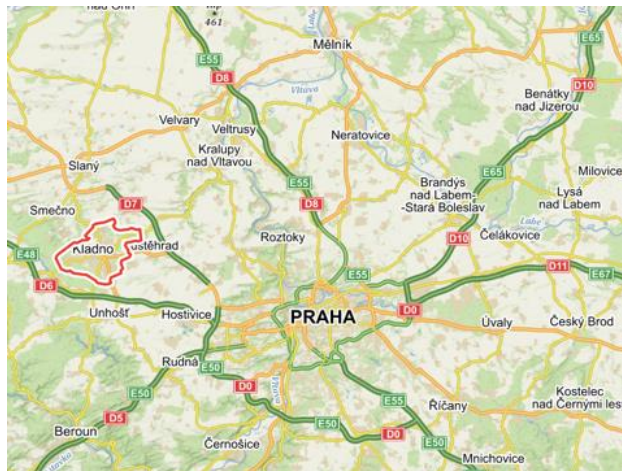 461
Mělník
E65
D8
D10
Benátky
nad Jizerou
Vltava
Velvary
Veltrusy
Neratovice
Kralupy
nad Vltavou
Slaný
E55
E65
Milovice
Brandýs
nad Labem-
-Stará Boleslav
Lysá
nad Labem
D7
D8
Smečno
Labe
Roztoky
D10
Čelákovice
Kladno
E48
E55
D11
E67
D6
Unhošť
Hostivice
PRAHA
D0
Úvaly
Český Brod
Rudná
E50
E50
D0
E55
Kostelec
nad Černými les
Říčany
D5
Vltava
E50
D0
Beroun
Černošice
Mnichovice